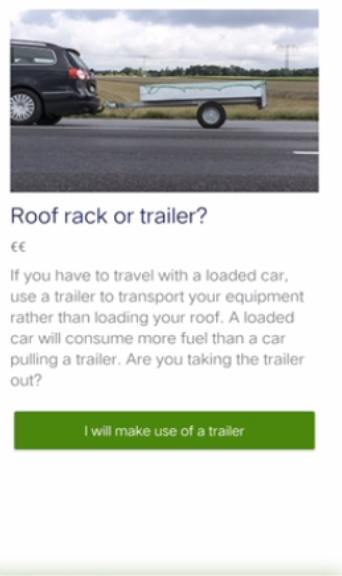 Roof rack or trailer?
€€
If you have to travel with a loaded car,
use a trailer to transport your equipment
rather than loading your roof. A loaded
car will consume more fuel than a car
pulling a trailer. Are you taking the trailer
out?
I will make use of a trailer